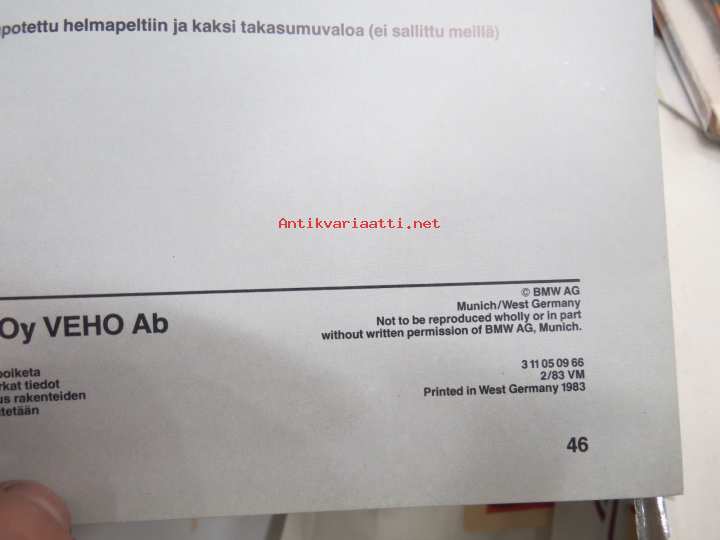 potettu helmapeltiin ja kaksi takasumuvaloa (ei sallittu meillä)
Antikvariaatti.net
Oy VEHO Ab
© BMW AG
Munich/West Germany
Not to be reproduced wholly or in part
without written permission of BMW AG, Munich.
poiketa
rkat tiedot
us rakenteiden
tetään
3 11 05 09 66
2/83 VM
Printed in West Germany 1983
46